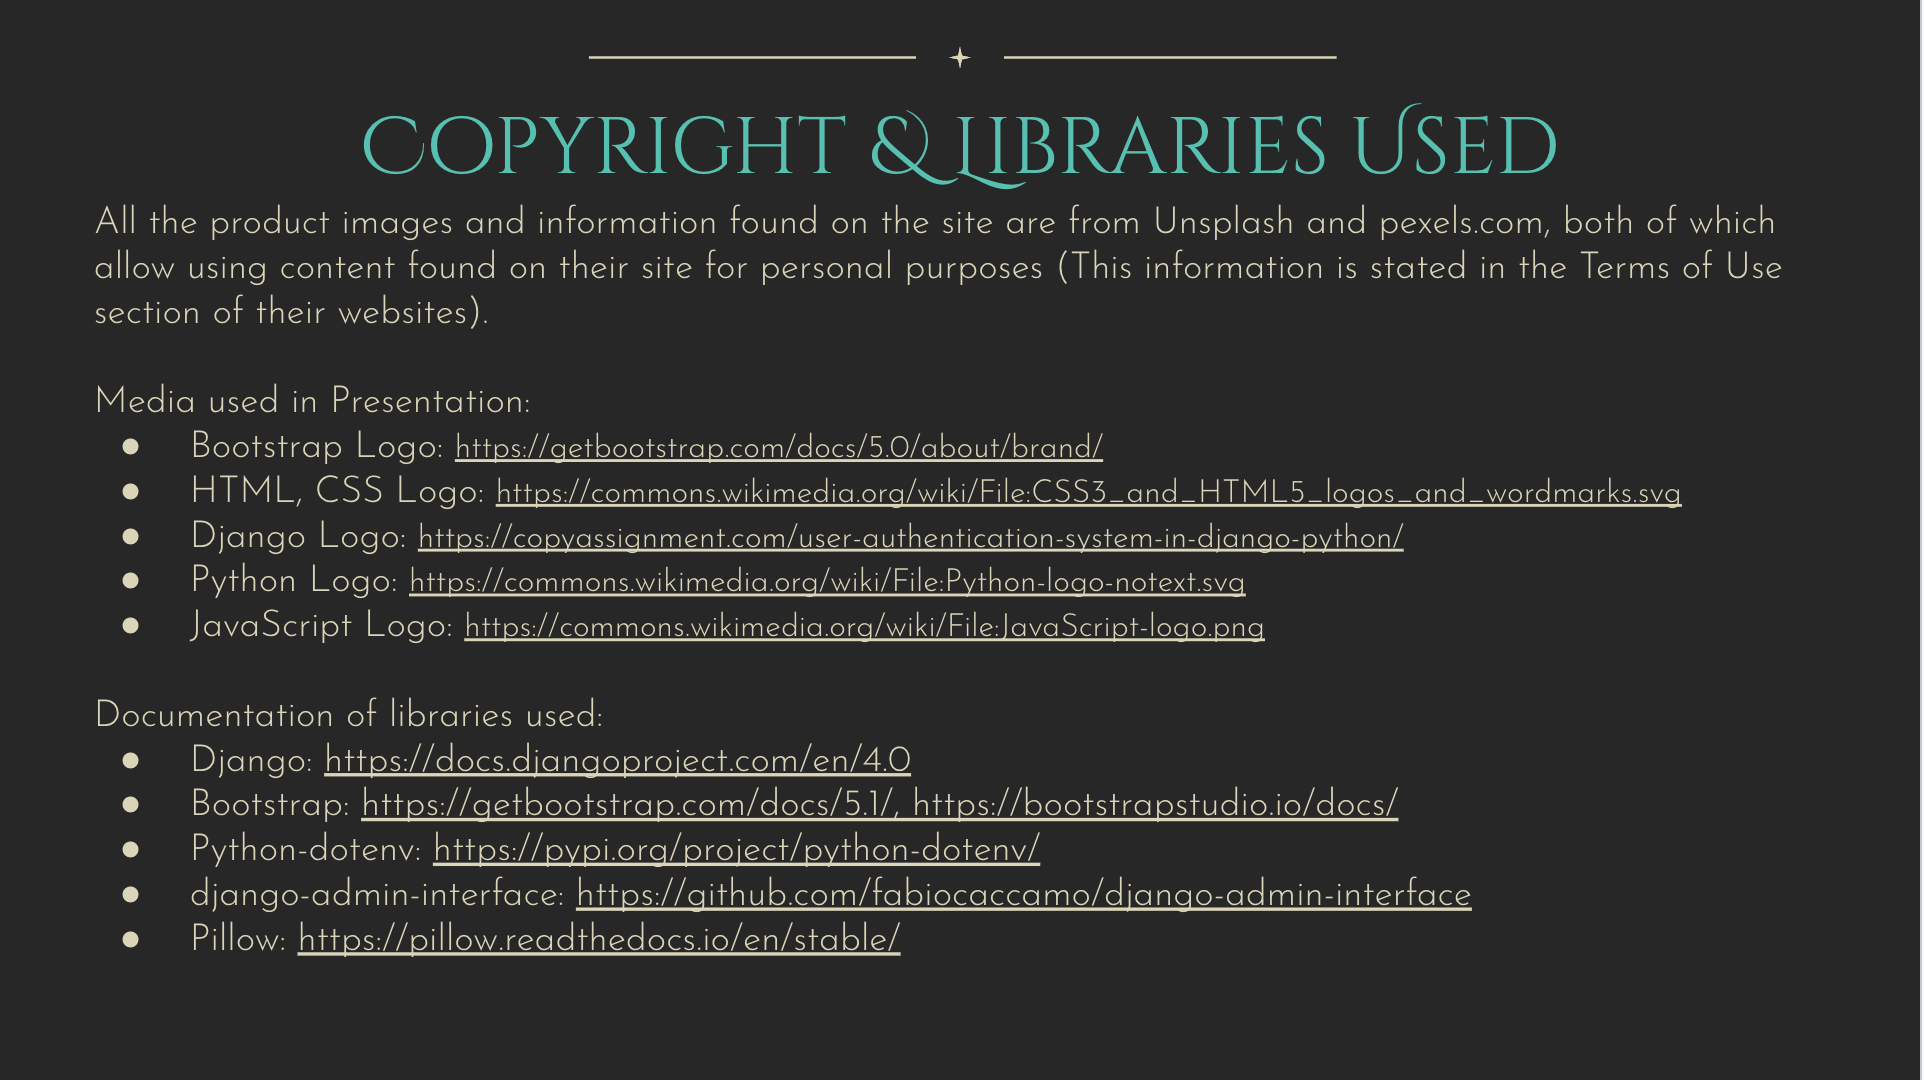 Copyright & Libraries Used
All the product images and information found on the site are from Unsplash and pexels.com, both of which
allow using content found on their site for personal purposes (This information is stated in the Terms of Use
section of their websites).
Media used in Presentation:
● Bootstrap Logo: https://getbootstrap.com/docs/5.0/about/brand/
● HTML, CSS Logo: https://commons.wikimedia.org/wiki/File:CSS3_and_HTML5_logos_and_wordmarks.svg
● Django Logo: https://copyassignment.com/user-authentication-system-in-django-python/
● Python Logo: https://commons.wikimedia.org/wiki/File:Python-logo-notext.svg
● JavaScript Logo: https://commons.wikimedia.org/wiki/File:JavaScript-logo.png
Documentation of libraries used:
● Django: https://docs.djangoproject.com/en/4.0
● Bootstrap: https://getbootstrap.com/docs/5.1/, https://bootstrapstudio.io/docs/
● Python-dotenv: https://pypi.org/project/python-dotenv/
● django-admin-interface: https://github.com/fabiocaccamo/django-admin-interface
● Pillow: https://pillow.readthedocs.io/en/stable/